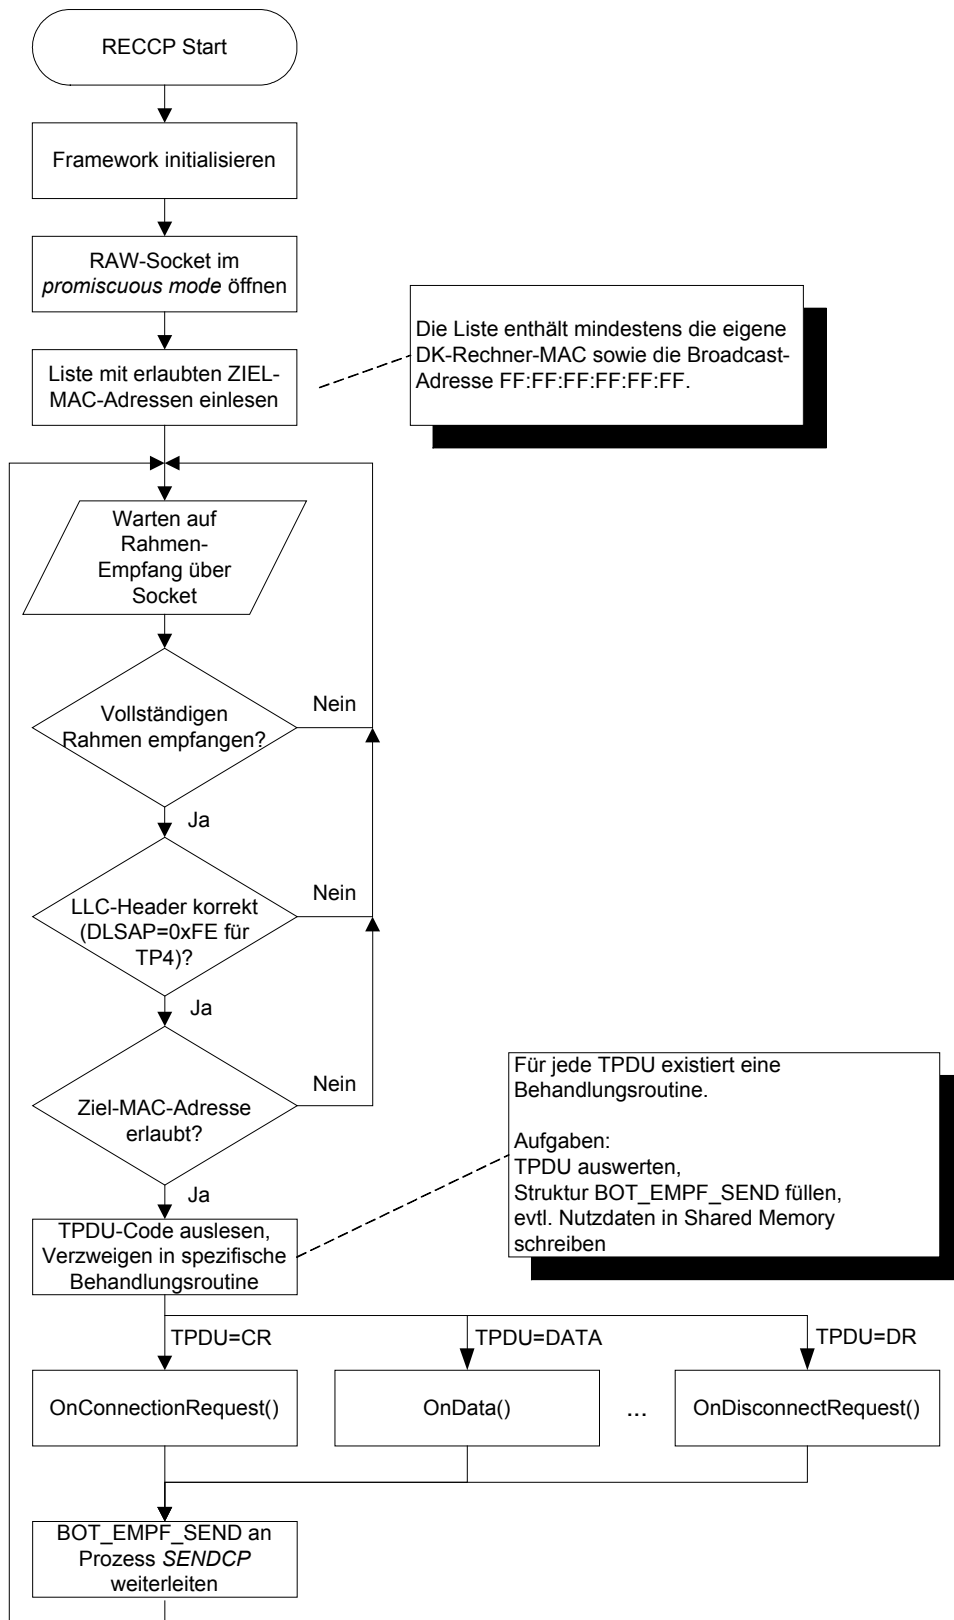 RECCP Start
Framework initialisieren
RAW-Socket im
promiscuous mode öffnen
Liste mit erlaubten ZIEL-
MAC-Adressen einlesen
Die Liste enthält mindestens die eigene
DK-Rechner-MAC sowie die Broadcast-
Adresse FF:FF:FF:FF:FF:FF.
Warten auf
Rahmen-
Empfang über
Socket
Vollständigen
Rahmen empfangen?
Nein
Ja
LLC-Header korrekt
(DLSAP=0xFE für
TP4)?
Nein
Ja
Ziel-MAC-Adresse
erlaubt?
Nein
Ja
Für jede TPDU existiert eine
Behandlungsroutine.
Aufgaben:
TPDU auswerten,
Struktur BOT_EMPF_SEND füllen,
evtl. Nutzdaten in Shared Memory
schreiben
TPDU-Code auslesen,
Verzweigen in spezifische
Behandlungsroutine
TPDU=CR
TPDU=DATA
TPDU=DR
OnConnectionRequest()
OnData()
...
OnDisconnectRequest()
BOT_EMPF_SEND an
Prozess SENDCP
weiterleiten